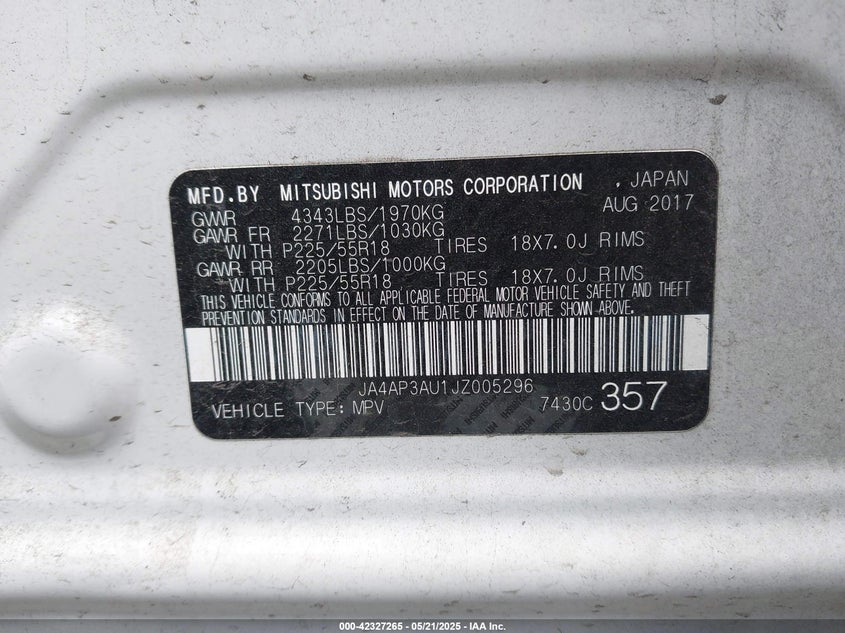 MFD.BY MITSUBISHI MOTORS CORPORATION , JAPAN
GVWR 4343LBS/1970KG AUG 2017
GAWR FR 2271LBS/1030KG
WITH P225/55R18 TIRES 18X7.0J RIMS
GAWR RR 2205LBS/1000KG
WITH P225/55R18 TIRES 18X7.0J RIMS
THIS VEHICLE CONFORMS TO ALL APPLICABLE FEDERAL MOTOR VEHICLE SAFETY AND THEFT
PREVENTION STANDARDS IN EFFECT ON THE DATE OF MANUFACTURE SHOWN ABOVE.
JA4AP3AU1JZ005296
VEHICLE TYPE: MPV 7430C 357
000-42327265 - 05/21/2025 - IAA Inc.